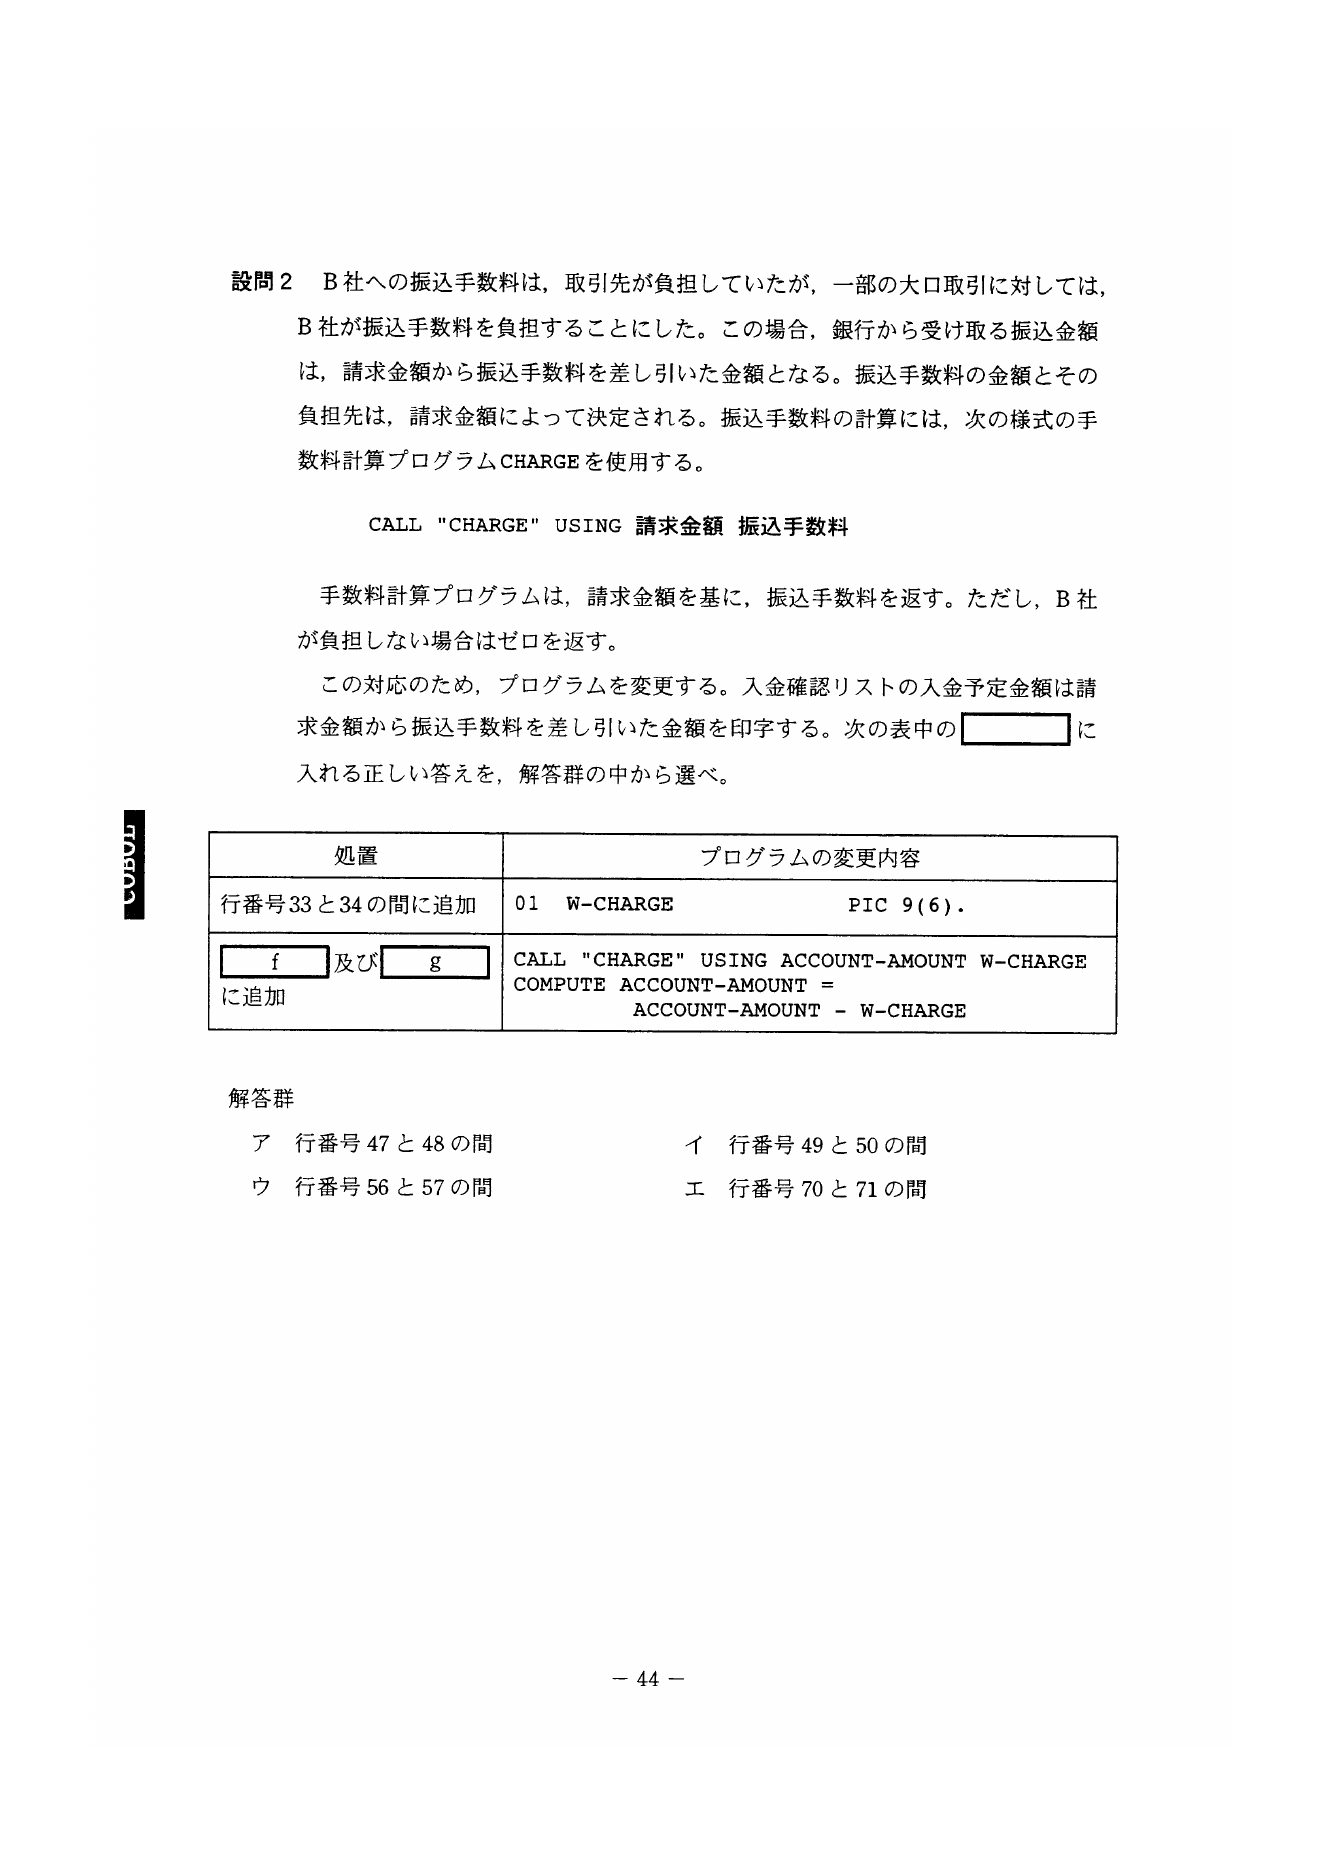 設問2 B社への振込手数料は，取引先が負担していたが，一部の大口取引に対しては，
B社が振込手数料を負担することにした。この場合，銀行から受け取る振込金額
は，請求金額から振込手数料を差し引いた金額となる。振込手数料の金額とその
負担先は，請求金額によって決定される。振込手数料の計算には，次の様式の手
数料計算プログラムCHARGEを使用する。
CALL "CHARGE" USING 請求金額 振込手数料
手数料計算プログラムは，請求金額を基に，振込手数料を返す。ただし，B社
が負担しない場合はゼロを返す。
この対応のため，プログラムを変更する。入金確認リストの入金予定金額は請
求金額から振込手数料を差し引いた金額を印字する。次の表中の に
入れる正しい答えを，解答群の中から選べ。
COBOL
処置 プログラムの変更内容
行番号33と34の間に追加 01 W-CHARGE PIC 9(6).
f 及び g
に追加
CALL "CHARGE" USING ACCOUNT-AMOUNT W-CHARGE
COMPUTE ACCOUNT-AMOUNT =
ACCOUNT-AMOUNT - W-CHARGE
解答群
ア 行番号47と48の間 イ 行番号49と50の間
ウ 行番号56と57の間 エ 行番号70と71の間
― 44 ―